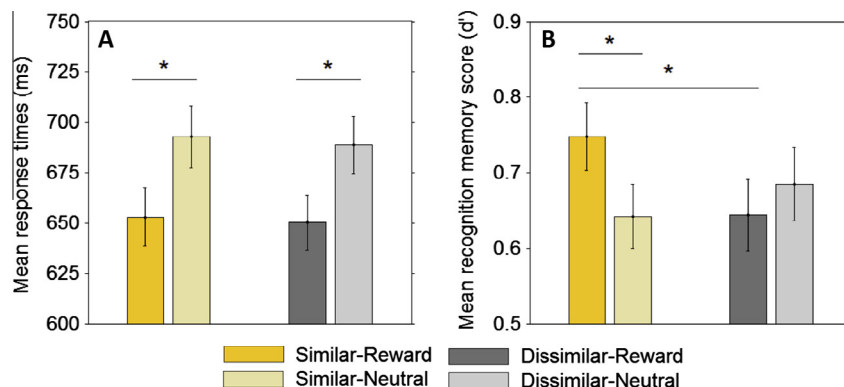 A
Mean response times (ms)
750
725
700
675
650
625
600
*
*
B
Mean recognition memory score (d')
0.9
0.8
0.7
0.6
0.5
*
*
Similar-Reward
Dissimilar-Reward
Similar-Neutral
Dissimilar-Neutral